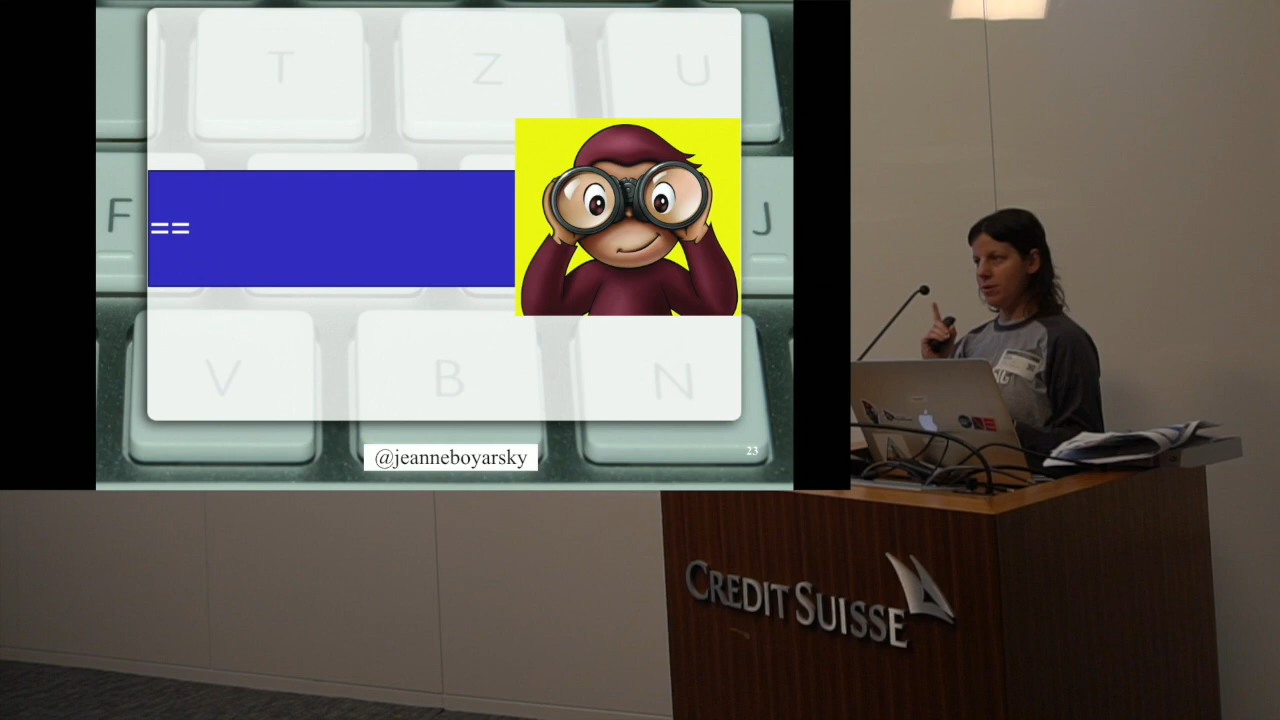 T Z U
F
==
J
V B N
@jeanneboyarsky
23
CREDIT SUISSE